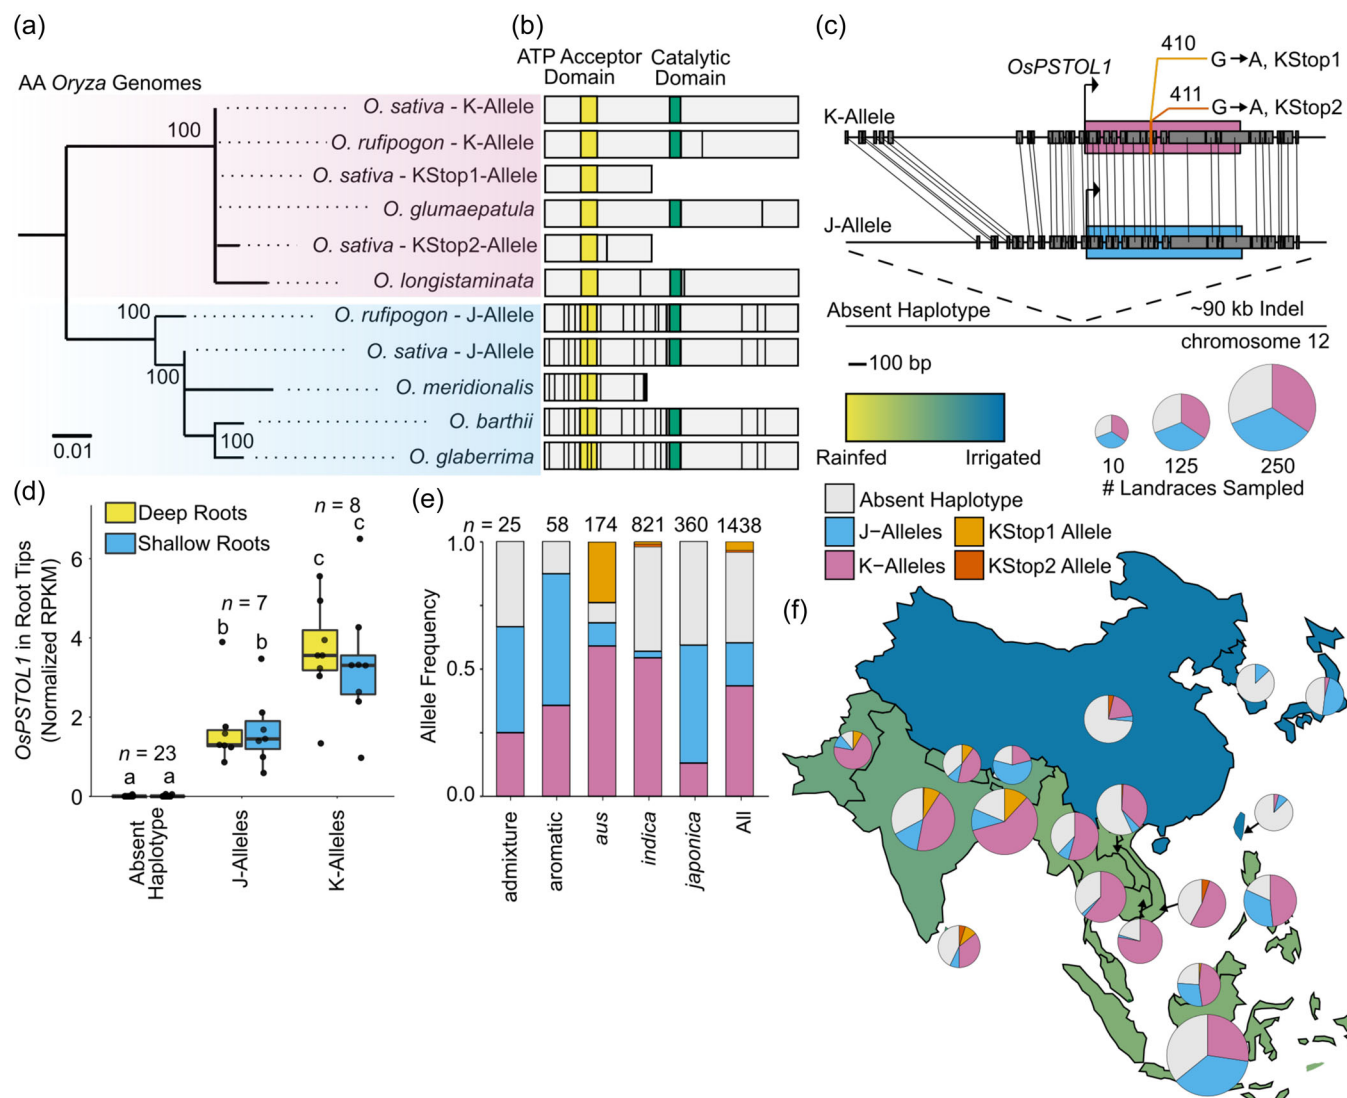 (a)
AA Oryza Genomes
100
O. sativa - K-Allele
O. rufipogon - K-Allele
O. sativa - KStop1-Allele
O. glumaepatula
O. sativa - KStop2-Allele
O. longistaminata
100
O. rufipogon - J-Allele
O. sativa - J-Allele
100
O. meridionalis
O. barthii
100
O. glaberrima
0.01
(b)
ATP Acceptor
Domain
Catalytic
Domain
(c)
OsPSTOL1
410
G→A, KStop1
411
G→A, KStop2
K-Allele
J-Allele
Absent Haplotype
~90 kb Indel
chromosome 12
100 bp
Rainfed
Irrigated
10
125
250
# Landraces Sampled
Absent Haplotype
J-Alleles
K-Alleles
KStop1 Allele
KStop2 Allele
(d)
Deep Roots
Shallow Roots
OsPSTOL1 in Root Tips
(Normalized RPKM)
6
4
2
0
n = 23
a
a
n = 7
b
b
n = 8
c
c
Absent
Haplotype
J-Alleles
K-Alleles
(e)
n = 25
58
174
821
360
1438
Allele Frequency
1.0
0.5
0.0
admixture
aromatic
aus
indica
japonica
All
(f)